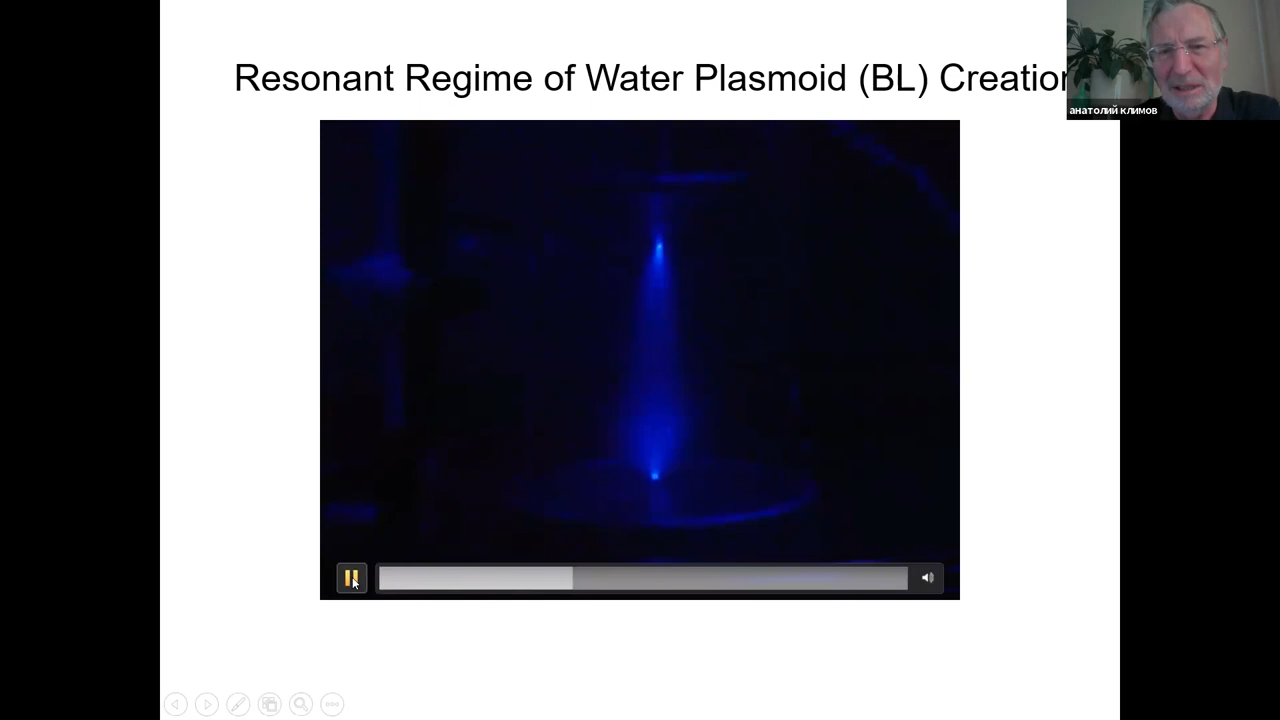 Resonant Regime of Water Plasmoid (BL) Creation
анатолий климов